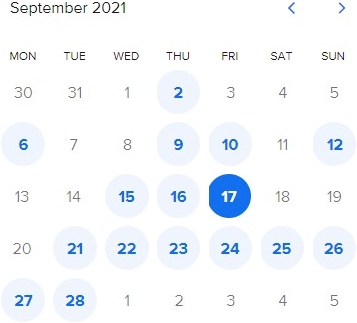 September 2021
MON TUE WED THU FRI SAT SUN
30 31 1 2 3 4 5
6 7 8 9 10 11 12
13 14 15 16 17 18 19
20 21 22 23 24 25 26
27 28 1 2 3 4 5